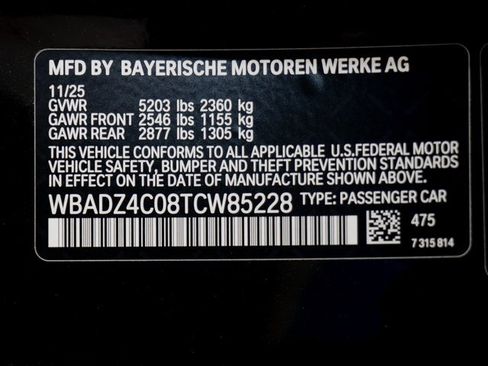 MFD BY BAYERISCHE MOTOREN WERKE AG
11/25
GVWR 5203 lbs 2360 kg
GAWR FRONT 2546 lbs 1155 kg
GAWR REAR 2877 lbs 1305 kg
THIS VEHICLE CONFORMS TO ALL APPLICABLE U.S.FEDERAL MOTOR
VEHICLE SAFETY, BUMPER AND THEFT PREVENTION STANDARDS
IN EFFECT ON THE DATE OF MANUFACTURE SHOWN ABOVE.
WBADZ4C08TCW85228 TYPE: PASSENGER CAR
475
7 315 814